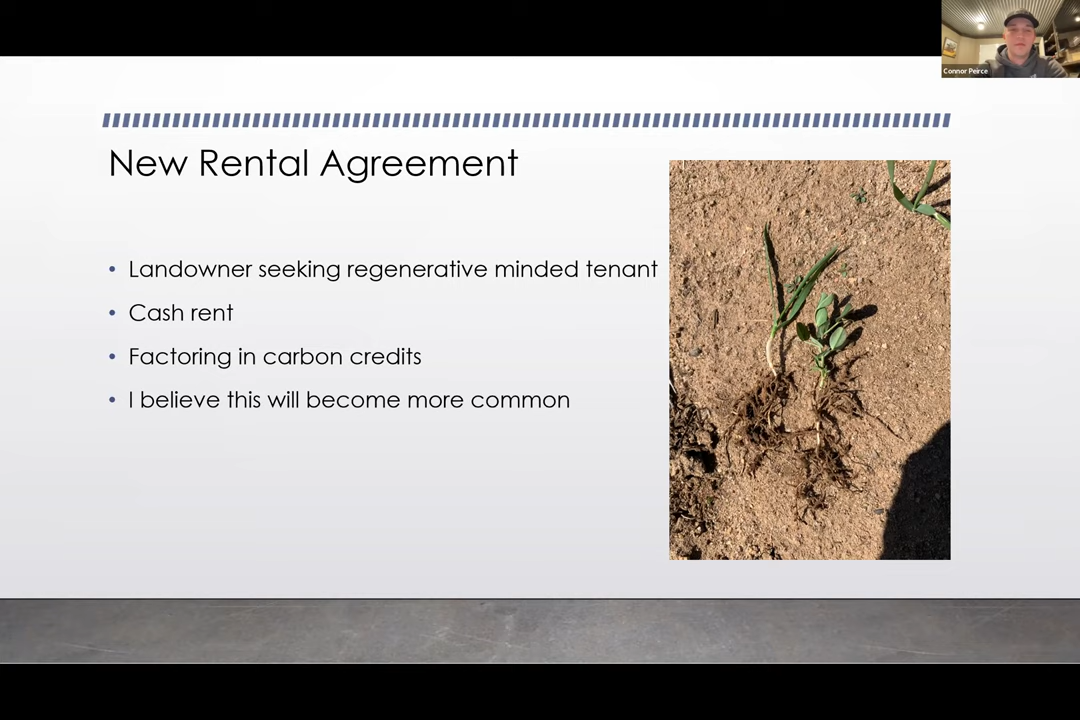 Connor Peirce
New Rental Agreement
• Landowner seeking regenerative minded tenant
• Cash rent
• Factoring in carbon credits
• I believe this will become more common